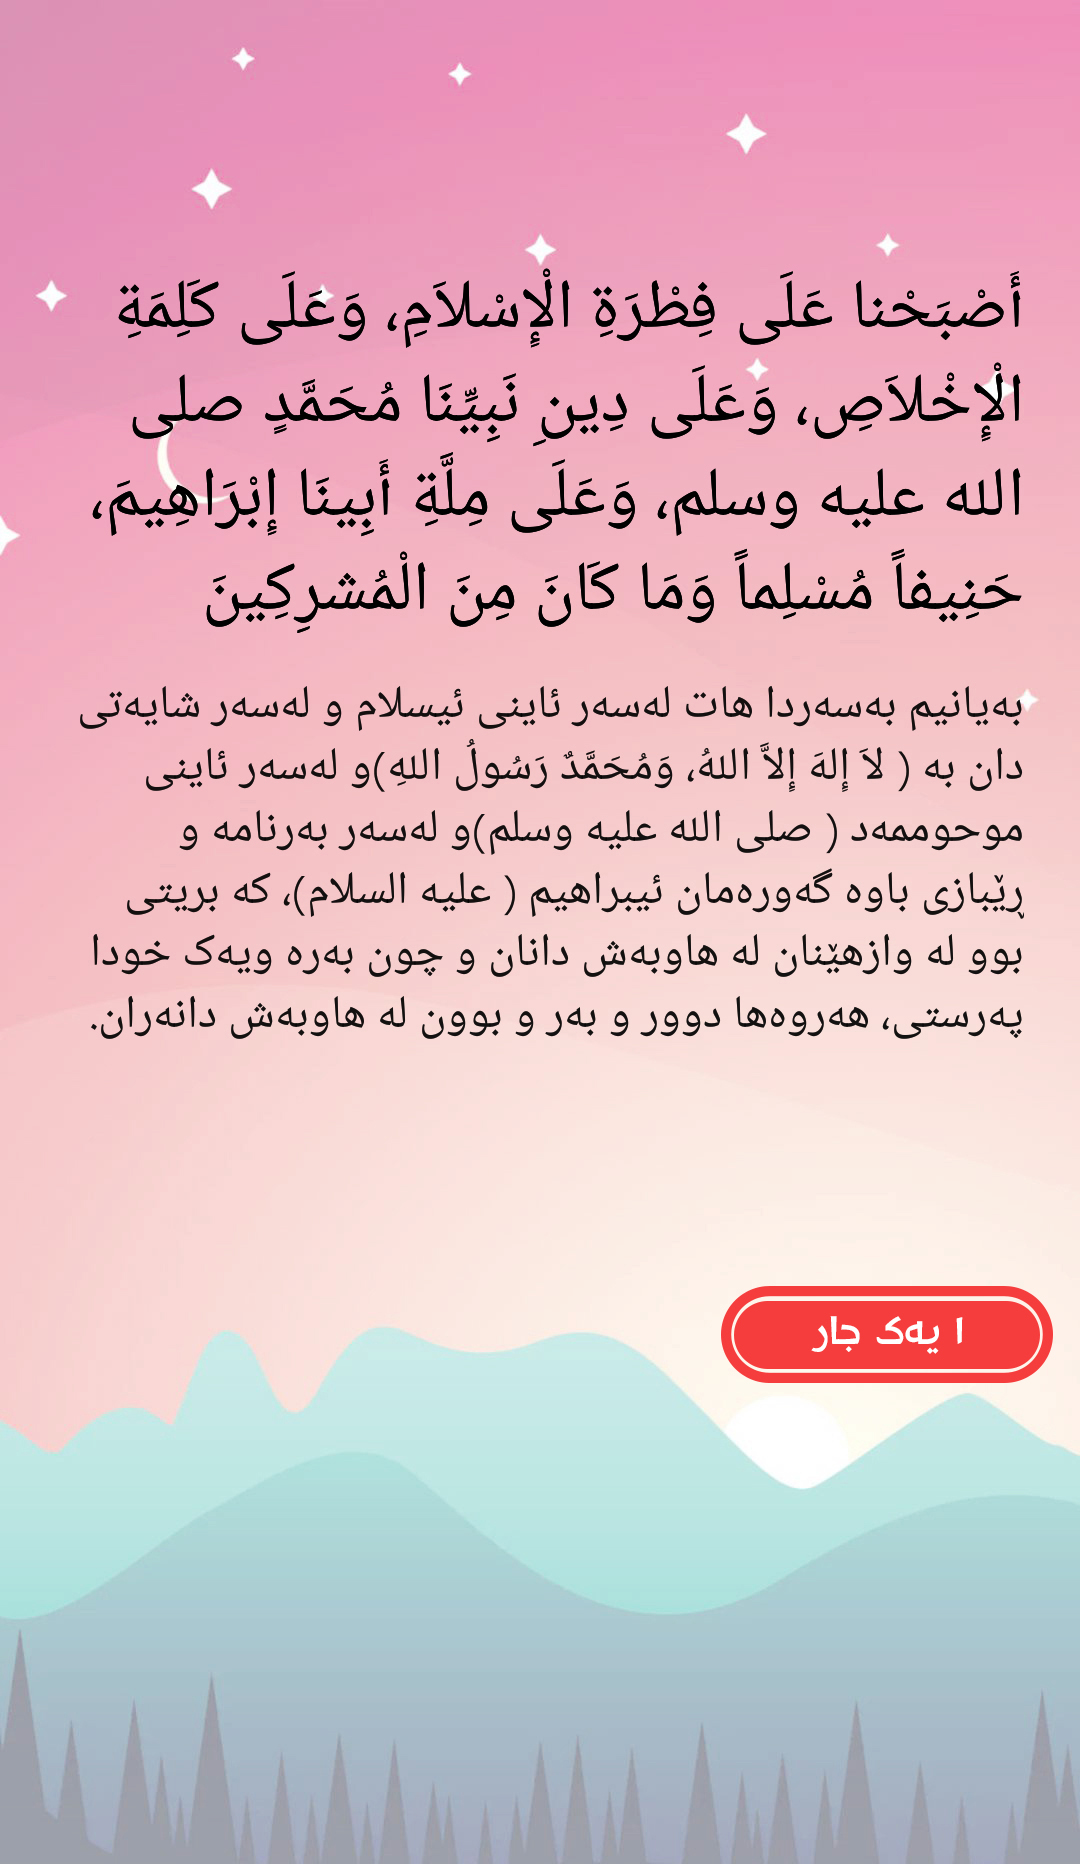 أَصْبَحْنا عَلَى فِطْرَةِ الْإِسْلاَمِ، وَعَلَى كَلِمَةِ
الْإِخْلاَصِ، وَعَلَى دِينِ نَبِيِّنَا مُحَمَّدٍ صلى
الله عليه وسلم، وَعَلَى مِلَّةِ أَبِينَا إِبْرَاهِيمَ،
حَنِيفاً مُسْلِماً وَمَا كَانَ مِنَ الْمُشرِكِينَ
بەیانیم بەسەردا هات لەسەر ئاینی ئیسلام و لەسەر شایەتی
دان بە ( لاَ إِلهَ إِلاَّ اللهُ، وَمُحَمَّدٌ رَسُولُ اللهِ)و لەسەر ئاینی
موحوممەد ( صلى الله عليه وسلم)و لەسەر بەرنامە و
ڕێبازی باوە گەورەمان ئیبراهیم ( عليه السلام)، کە بریتی
بوو لە وازهێنان لە هاوبەش دانان و چون بەرە ویەک خودا
پەرستی، هەروەها دوور و بەر و بوون لە هاوبەش دانەران.
١ یەک جار